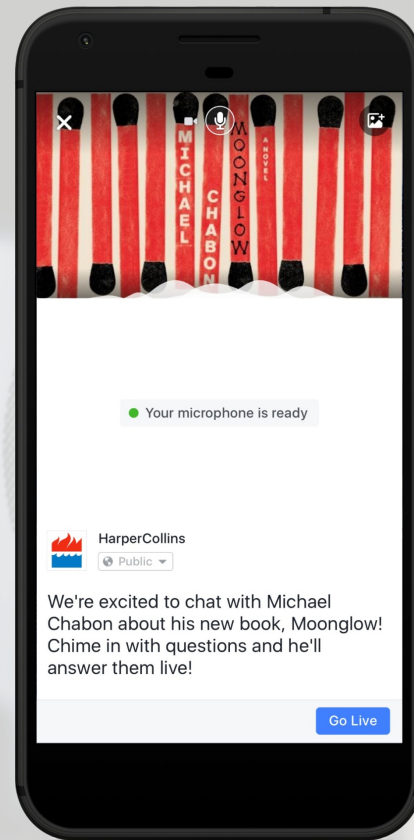 MICHAEL
CHABON
MOONGLOW
A NOVEL
Your microphone is ready
HarperCollins
Public
We're excited to chat with Michael
Chabon about his new book, Moonglow!
Chime in with questions and he'll
answer them live!
Go Live